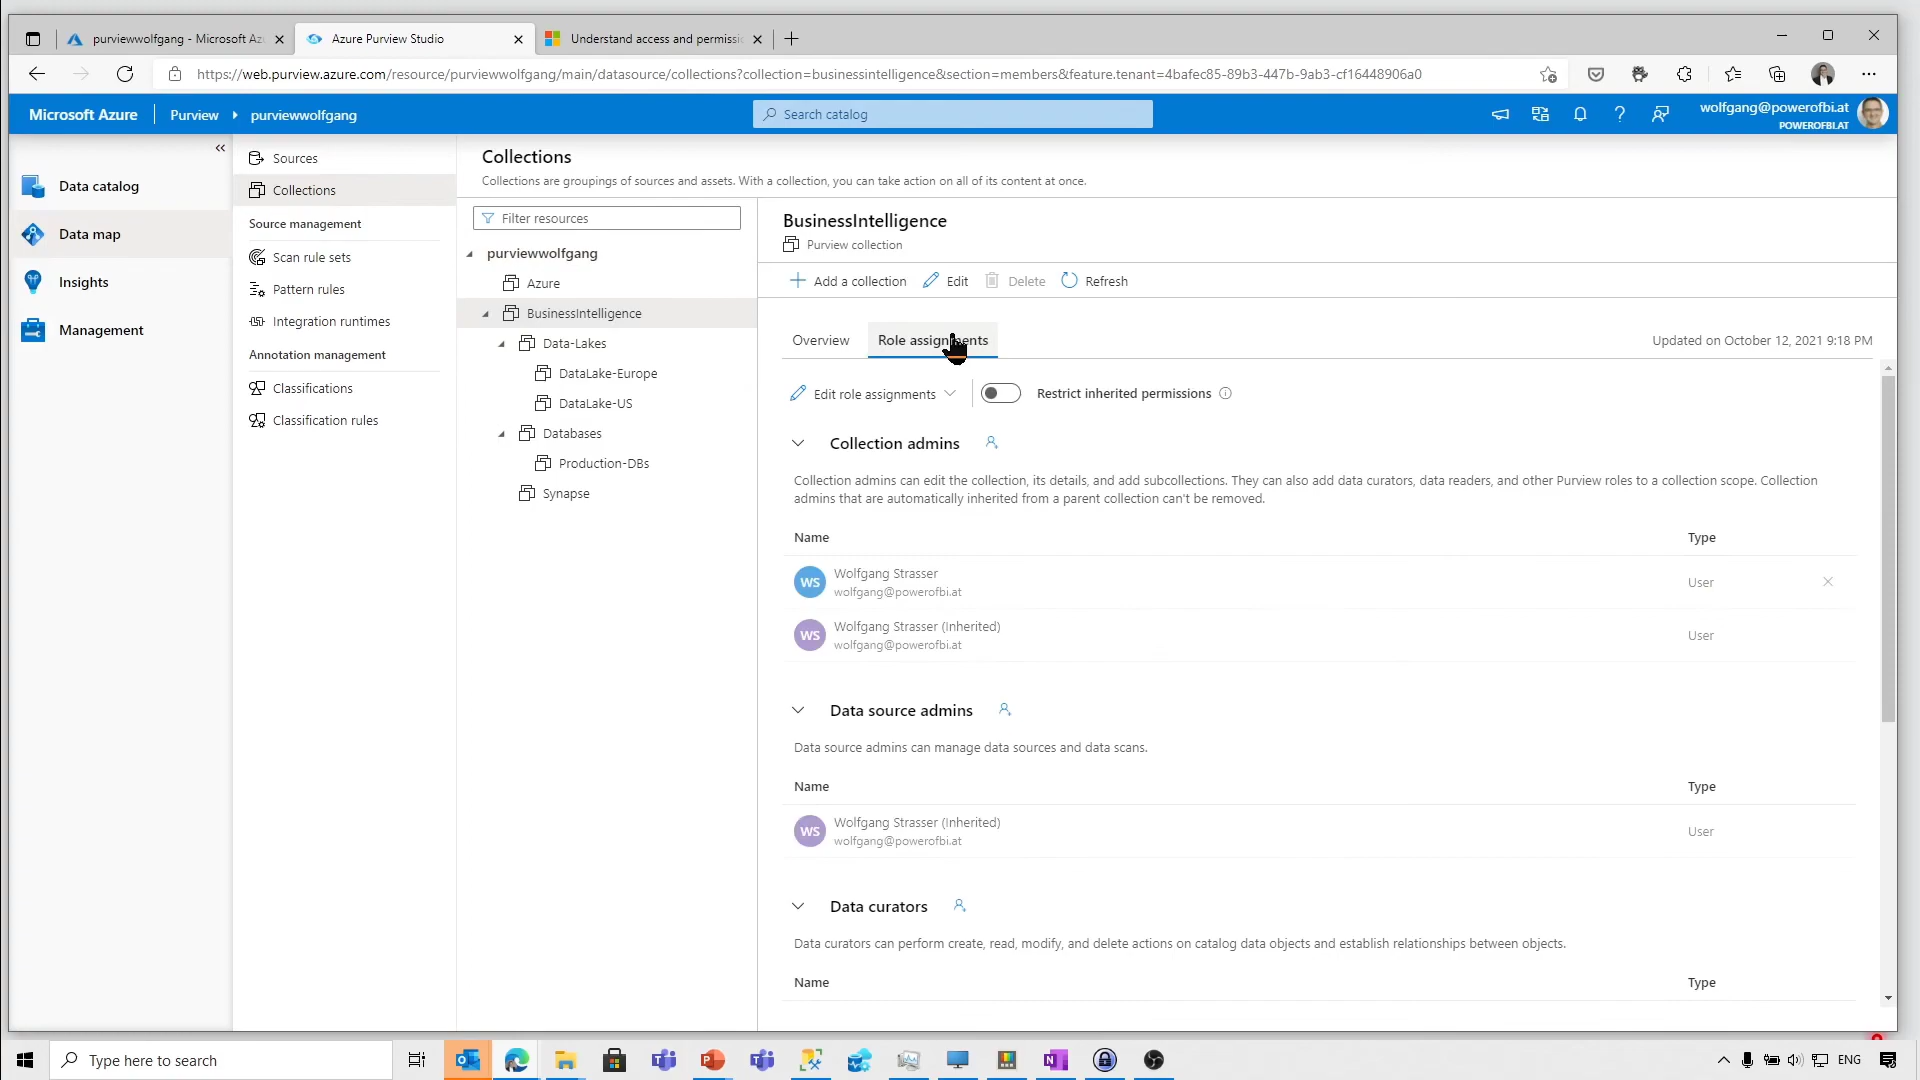 purviewwolfgang - Microsoft Az
Azure Purview Studio
Understand access and permissi
https://web.purview.azure.com/resource/purviewwolfgang/main/datasource/collections?collection=businessintelligence&section=members&feature.tenant=4bafec85-89b3-447b-9ab3-cf16448906a0
Microsoft Azure
Purview
purviewwolfgang
Search catalog
wolfgang@powerofbi.at
POWEROFBI.AT
Data catalog
Data map
Insights
Management
Sources
Collections
Source management
Scan rule sets
Pattern rules
Integration runtimes
Annotation management
Classifications
Classification rules
Collections
Collections are groupings of sources and assets. With a collection, you can take action on all of its content at once.
Filter resources
purviewwolfgang
Azure
BusinessIntelligence
Data-Lakes
DataLake-Europe
DataLake-US
Databases
Production-DBs
Synapse
BusinessIntelligence
Purview collection
Add a collection
Edit
Delete
Refresh
Overview
Role assignments
Updated on October 12, 2021 9:18 PM
Edit role assignments
Restrict inherited permissions
Collection admins
Collection admins can edit the collection, its details, and add subcollections. They can also add data curators, data readers, and other Purview roles to a collection scope. Collection
admins that are automatically inherited from a parent collection can't be removed.
Name Type
WS Wolfgang Strasser
wolfgang@powerofbi.at
User
WS Wolfgang Strasser (Inherited)
wolfgang@powerofbi.at
User
Data source admins
Data source admins can manage data sources and data scans.
Name Type
WS Wolfgang Strasser (Inherited)
wolfgang@powerofbi.at
User
Data curators
Data curators can perform create, read, modify, and delete actions on catalog data objects and establish relationships between objects.
Name Type
Type here to search
ENG